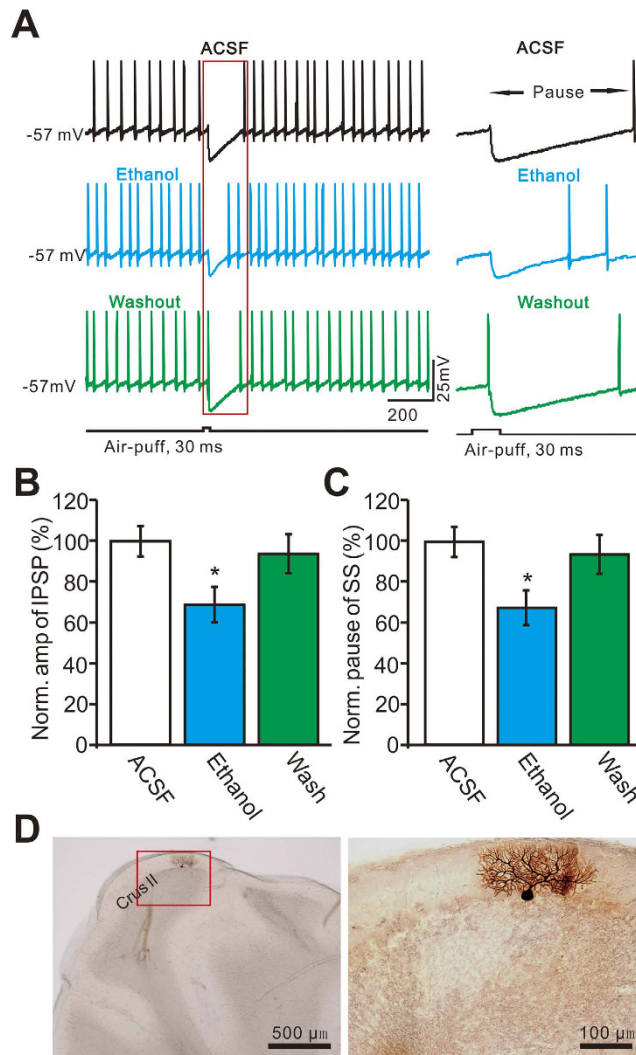 A
ACSF
-57 mV
Ethanol
-57 mV
Washout
-57mV
200
25mV
Air-puff, 30 ms
ACSF
Pause
Ethanol
Washout
Air-puff, 30 ms
B
Norm. amp of IPSP (%)
120
100
80
60
40
20
0
*
ACSF
Ethanol
Wash
C
Norm. pause of SS (%)
120
100
80
60
40
20
0
*
ACSF
Ethanol
Wash
D
Crus II
500 μm
100 μm